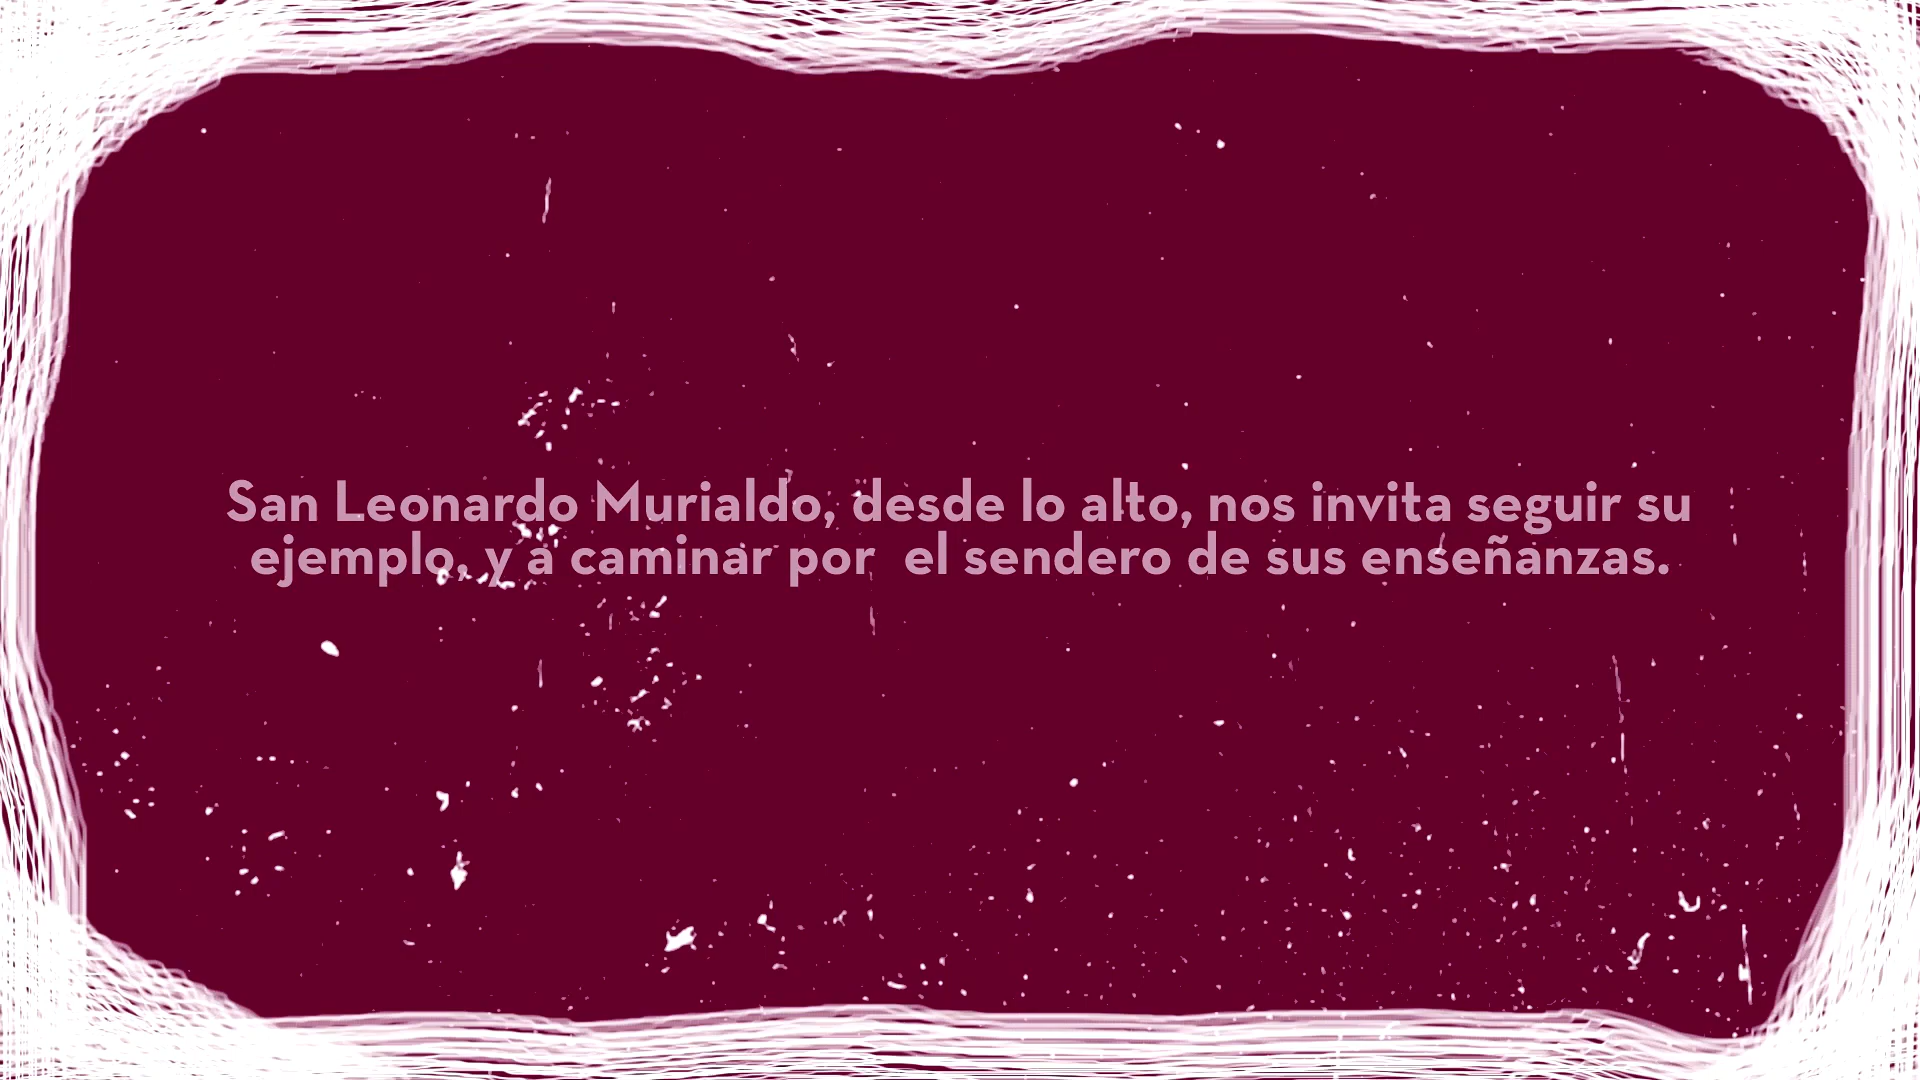 San Leonardo Murialdo, desde lo alto, nos invita seguir su
ejemplo, y a caminar por  el sendero de sus enseñanzas.